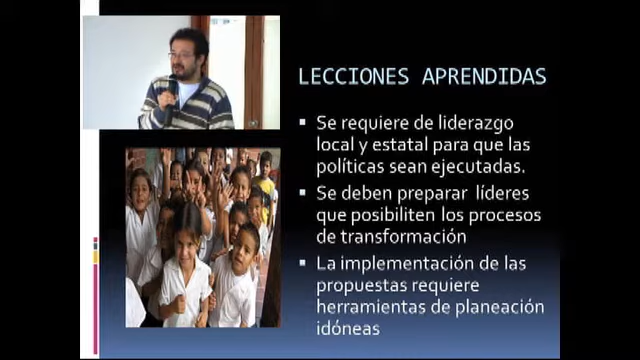 LECCIONES APRENDIDAS
Se requiere de liderazgo
local y estatal para que las
políticas sean ejecutadas.
Se deben preparar líderes
que posibiliten los procesos
de transformación
La implementación de las
propuestas requiere
herramientas de planeación
idóneas